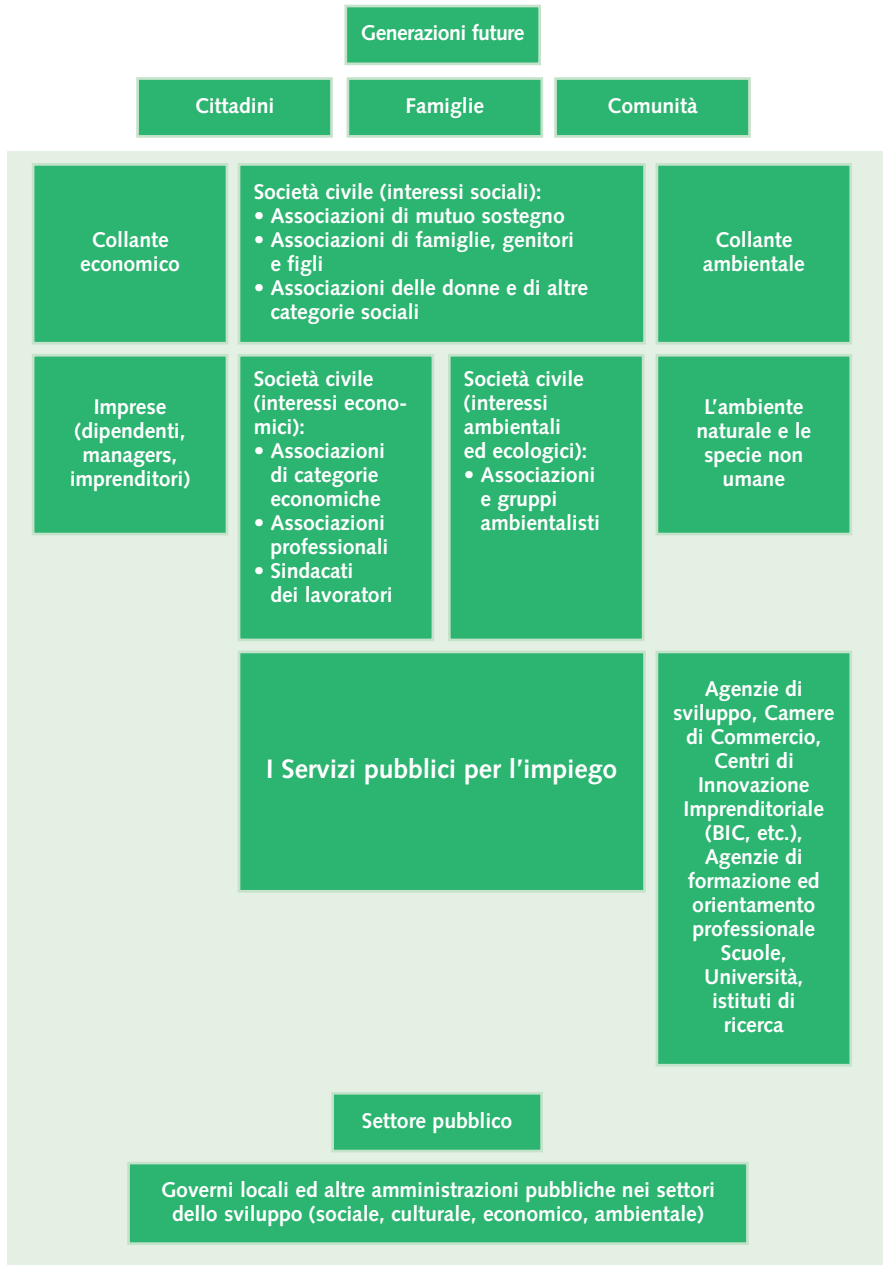 Generazioni future
Cittadini
Famiglie
Comunità
Collante
economico
Società civile (interessi sociali):
• Associazioni di mutuo sostegno
• Associazioni di famiglie, genitori
e figli
• Associazioni delle donne e di altre
categorie sociali
Collante
ambientale
Imprese
(dipendenti,
managers,
imprenditori)
Società civile
(interessi econo-
mici):
• Associazioni
di categorie
economiche
• Associazioni
professionali
• Sindacati
dei lavoratori
Società civile
(interessi
ambientali
ed ecologici):
• Associazioni
e gruppi
ambientalisti
L'ambiente
naturale e le
specie non
umane
I Servizi pubblici per l'impiego
Agenzie di
sviluppo, Camere
di Commercio,
Centri di
Innovazione
Imprenditoriale
(BIC, etc.),
Agenzie di
formazione ed
orientamento
professionale
Scuole,
Università,
istituti di
ricerca
Settore pubblico
Governi locali ed altre amministrazioni pubbliche nei settori
dello sviluppo (sociale, culturale, economico, ambientale)